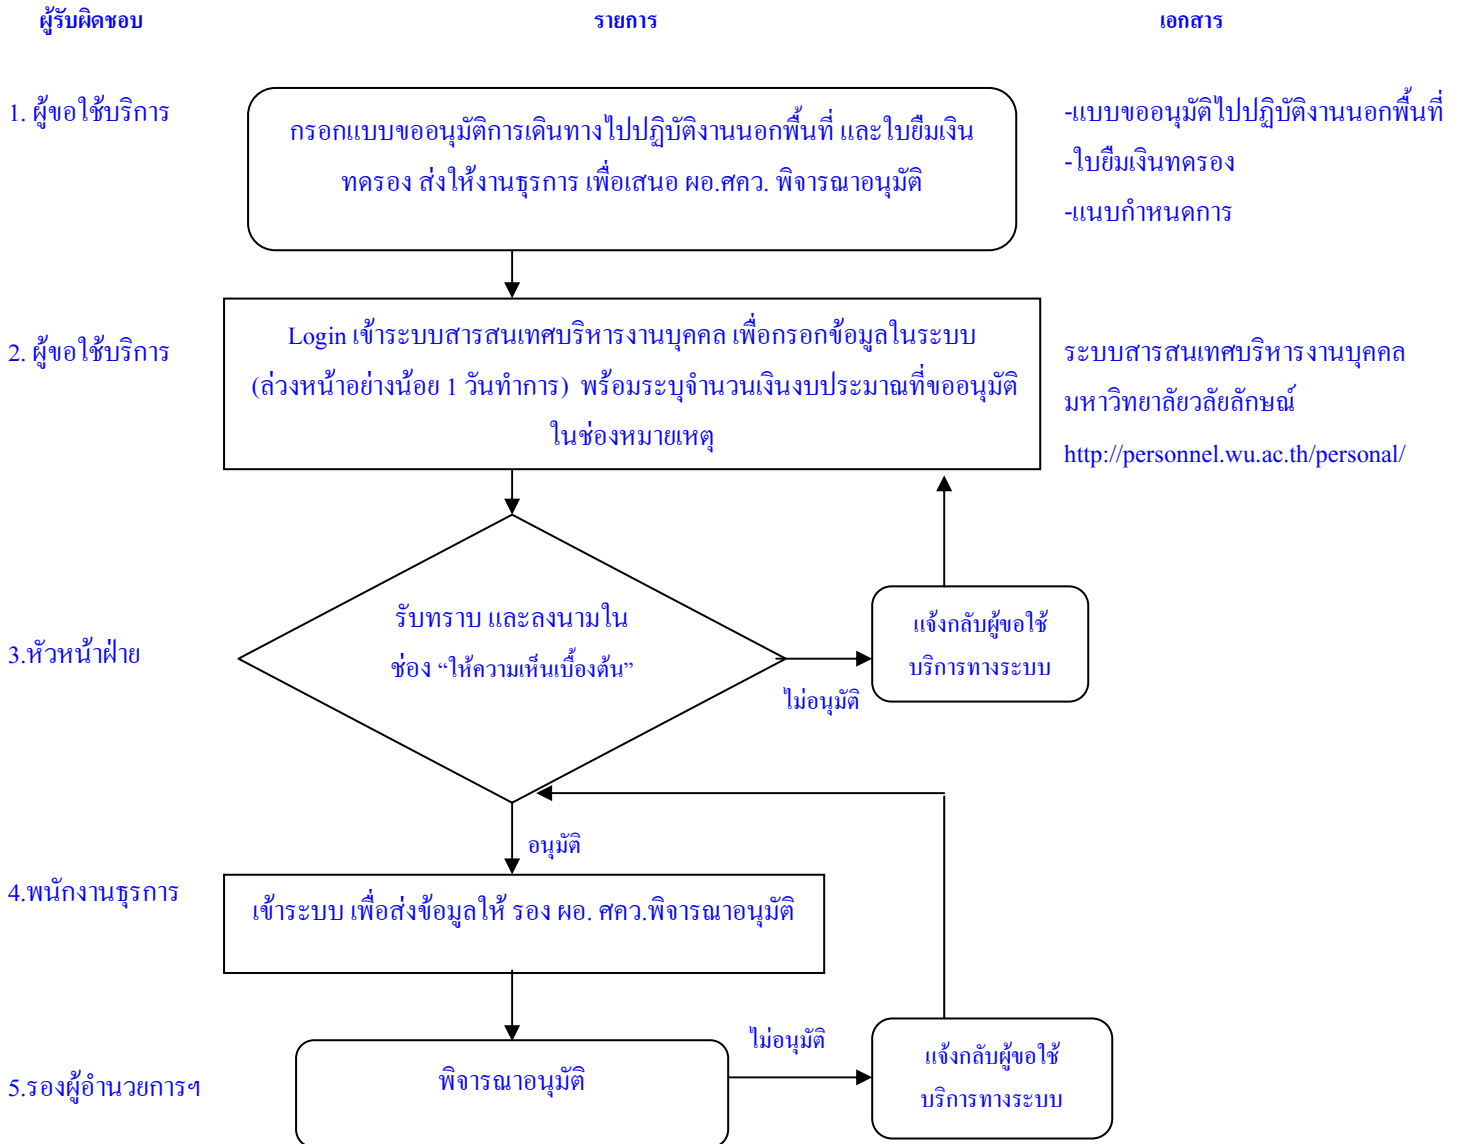 ผู้รับผิดชอบ
รายการ
เอกสาร
1. ผู้ขอใช้บริการ
กรอกแบบขออนุมัติการเดินทางไปปฏิบัติงานนอกพื้นที่ และใบยืมเงิน
ทดรอง ส่งให้งานธุรการ เพื่อเสนอ ผอ.ศคว. พิจารณาอนุมัติ
-แบบขออนุมัติไปปฏิบัติงานนอกพื้นที่
-ใบยืมเงินทดรอง
-แนบกำหนดการ
2. ผู้ขอใช้บริการ
Login เข้าระบบสารสนเทศบริหารงานบุคคล เพื่อกรอกข้อมูลในระบบ
(ล่วงหน้าอย่างน้อย 1 วันทำการ) พร้อมระบุจำนวนเงินงบประมาณที่ขออนุมัติ
ในช่องหมายเหตุ
ระบบสารสนเทศบริหารงานบุคคล
มหาวิทยาลัยวลัยลักษณ์
http://personnel.wu.ac.th/personal/
3.หัวหน้าฝ่าย
รับทราบ และลงนามใน
ช่อง “ให้ความเห็นเบื้องต้น”
ไม่อนุมัติ
แจ้งกลับผู้ขอใช้
บริการทางระบบ
อนุมัติ
4.พนักงานธุรการ
เข้าระบบ เพื่อส่งข้อมูลให้ รอง ผอ. ศคว.พิจารณาอนุมัติ
5.รองผู้อำนวยการฯ
พิจารณาอนุมัติ
ไม่อนุมัติ
แจ้งกลับผู้ขอใช้
บริการทางระบบ